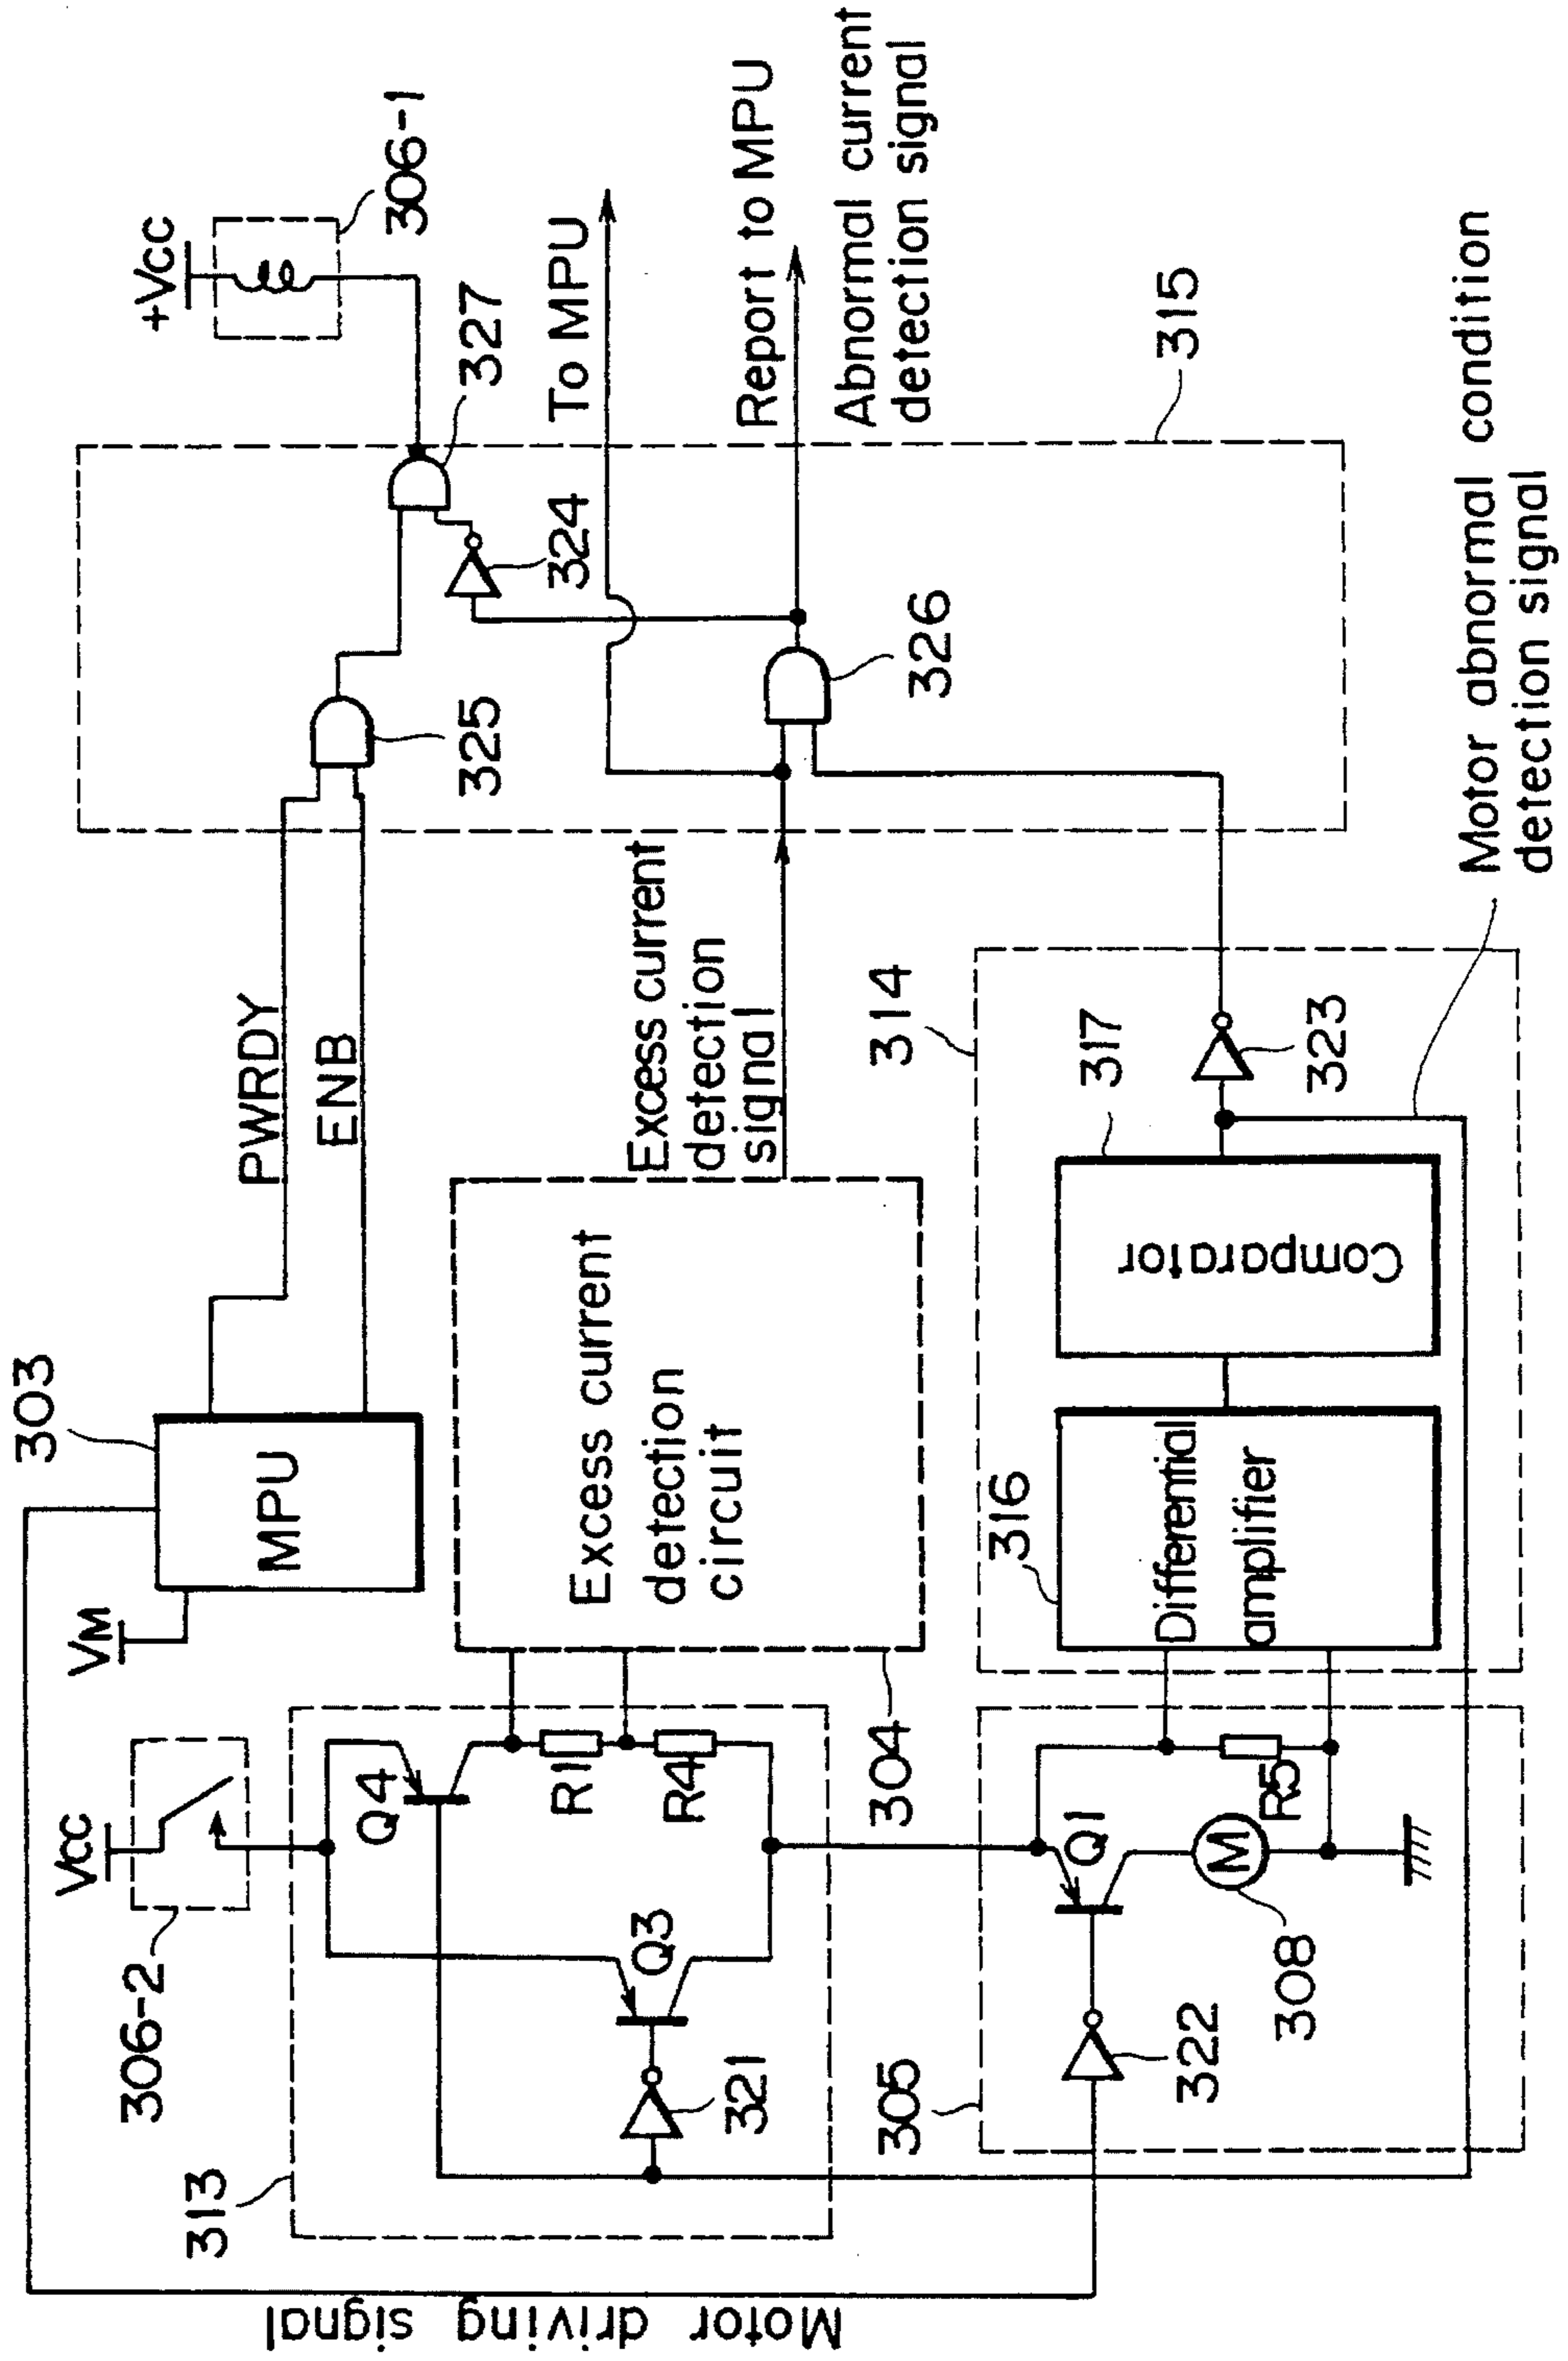 Motor driving signal
313
306-2
Vcc
VM
303
MPU
PWRDY
ENB
325
327
+Vcc
306-1
324
To MPU
Report to MPU
Abnormal current
detection signal
326
315
Q4
R1
R4
Q3
321
304
Excess current
detection
circuit
Excess current
detection
signal
305
322
Q1
M
308
R5
316
Differential
amplifier
314
317
Comparator
323
Motor abnormal condition
detection signal